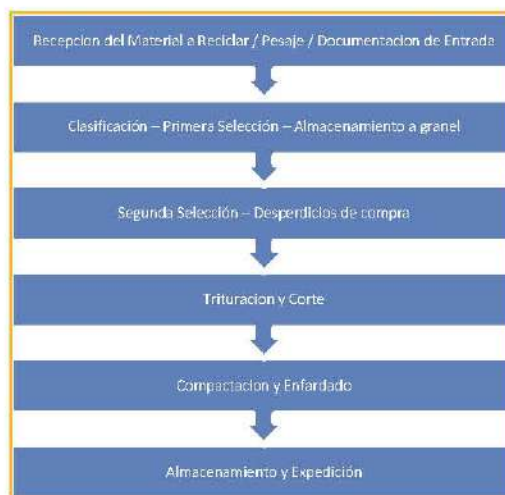 Recepcion del Material a Reciclar / Pesaje / Documentacion de Entrada
Clasificación – Primera Selección – Almacenamiento a granel
Segunda Selección – Desperdicios de compra
Trituracion y Corte
Compactacion y Enfardado
Almacenamiento y Expedición